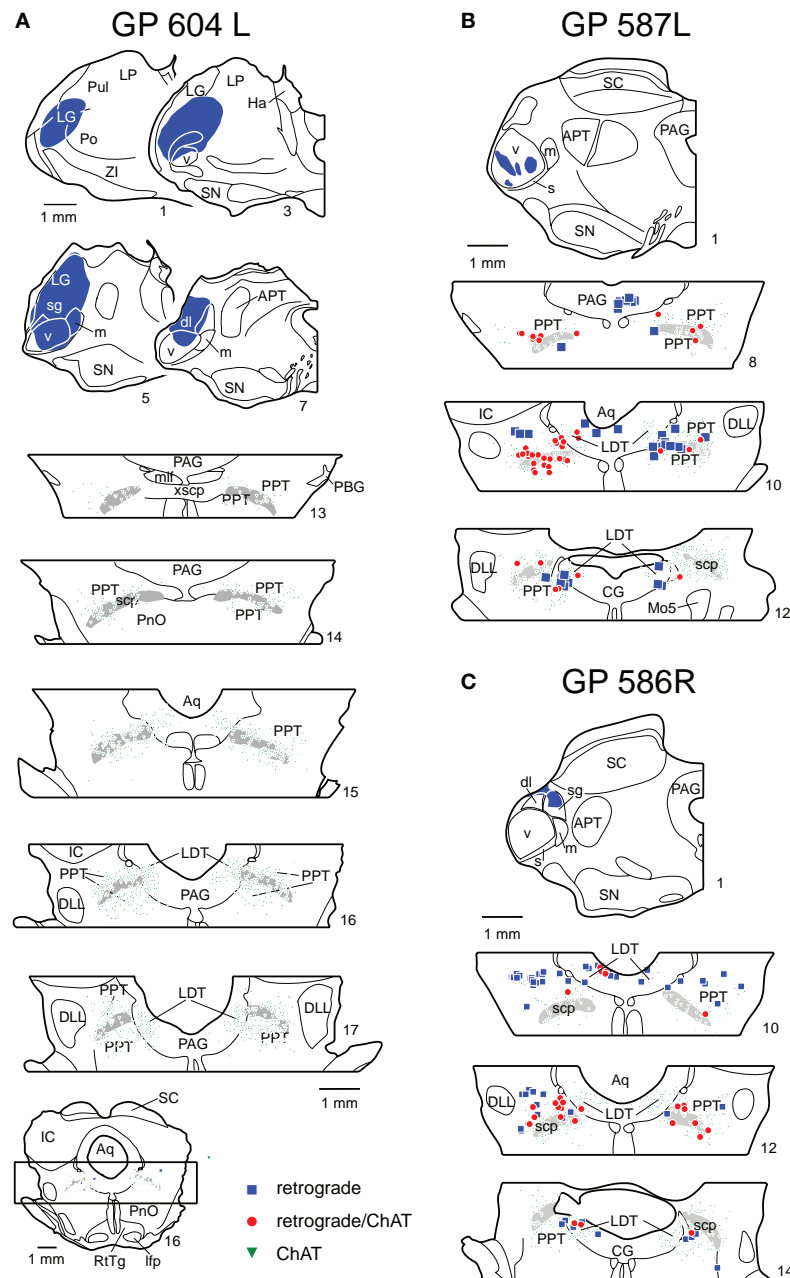 A
GP 604 L
LP
Pul
LG
Po
ZI
1 mm
1
LG
LP
Ha
v
SN
3
LG
sg
v
m
SN
5
dl
APT
v
m
SN
7
PAG
mlf
xscp
PPT
PPT
PPT
PBG
13
PAG
PPT
scp
PnO
PPT
PPT
14
Aq
PPT
15
IC
LDT
PPT
PPT
DLL
PAG
16
PPT
LDT
DLL
DLL
PPT
PPT
PAG
17
1 mm
SC
IC
Aq
PnO
16
1 mm
RtTg
lfp
retrograde
retrograde/ChAT
ChAT
B
GP 587L
SC
APT
PAG
v
m
s
SN
1
1 mm
PAG
PPT
PPT
PPT
8
IC
Aq
LDT
PPT
DLL
PPT
10
LDT
DLL
scp
PPT
CG
Mo5
12
C
GP 586R
SC
dl
sg
PAG
v
APT
m
s
SN
1
1 mm
LDT
PPT
scp
10
Aq
DLL
LDT
PPT
scp
12
LDT
scp
PPT
CG
14